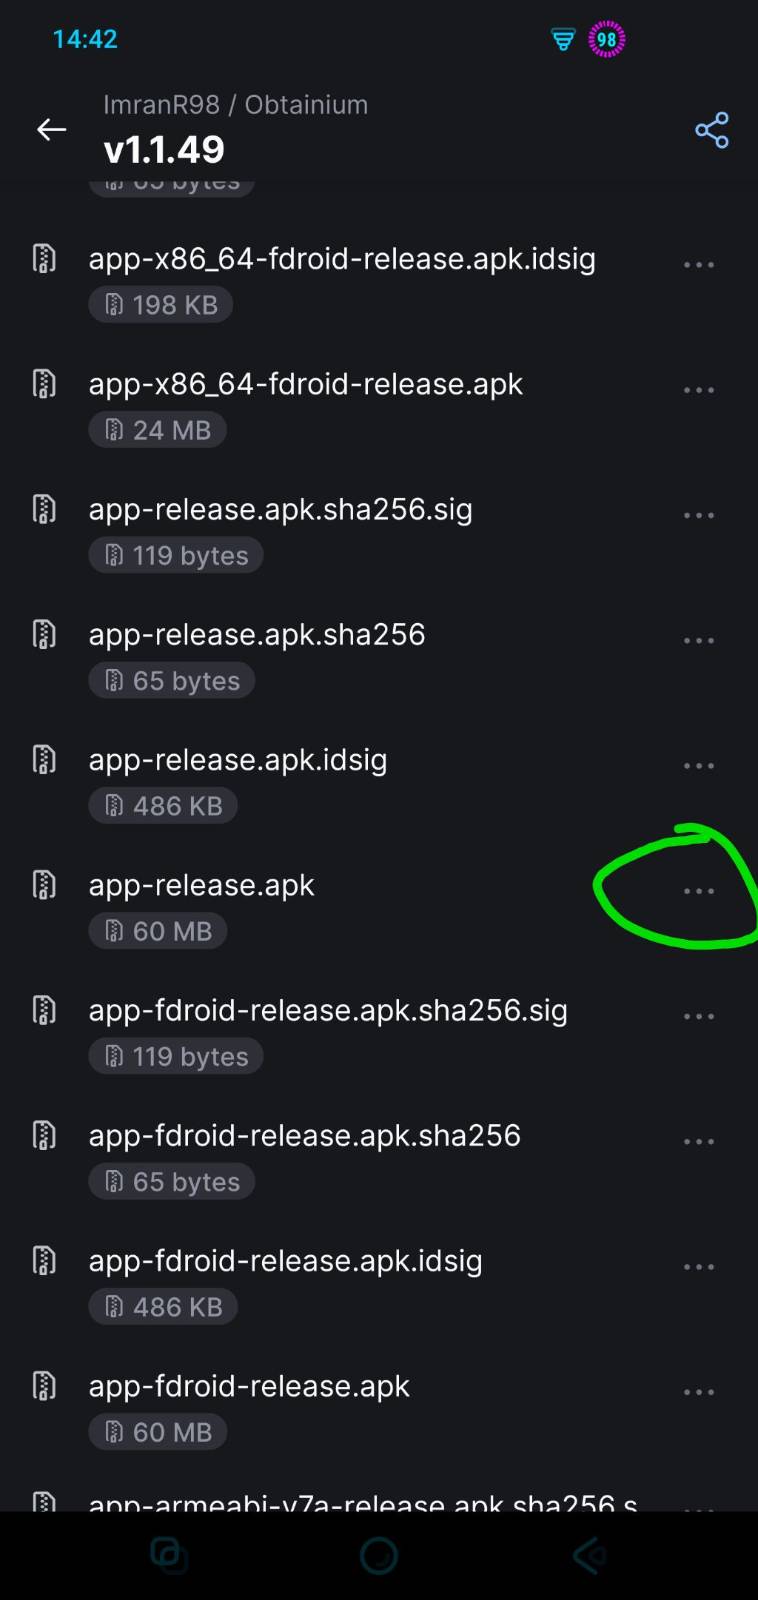 14:42
98
ImranR98 / Obtainium
v1.1.49
65 bytes
app-x86_64-fdroid-release.apk.idsig
198 KB
app-x86_64-fdroid-release.apk
24 MB
app-release.apk.sha256.sig
119 bytes
app-release.apk.sha256
65 bytes
app-release.apk.idsig
486 KB
app-release.apk
60 MB
app-fdroid-release.apk.sha256.sig
119 bytes
app-fdroid-release.apk.sha256
65 bytes
app-fdroid-release.apk.idsig
486 KB
app-fdroid-release.apk
60 MB
app-armeabi-v7a-release.apk.sha256.s